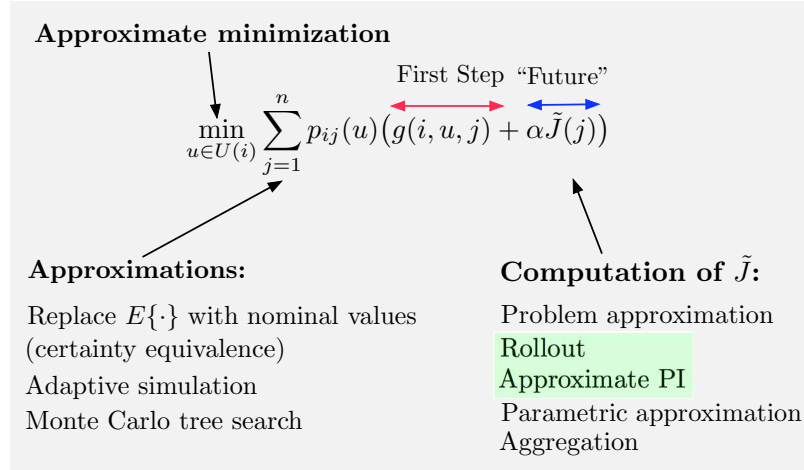 Approximate minimization
First Step “Future”
min_{u∈U(i)} ∑_{j=1}^{n} p_{ij}(u)(g(i, u, j) + αJ̃(j))
Approximations:
Replace E{·} with nominal values
(certainty equivalence)
Adaptive simulation
Monte Carlo tree search
Computation of J̃:
Problem approximation
Rollout
Approximate PI
Parametric approximation
Aggregation